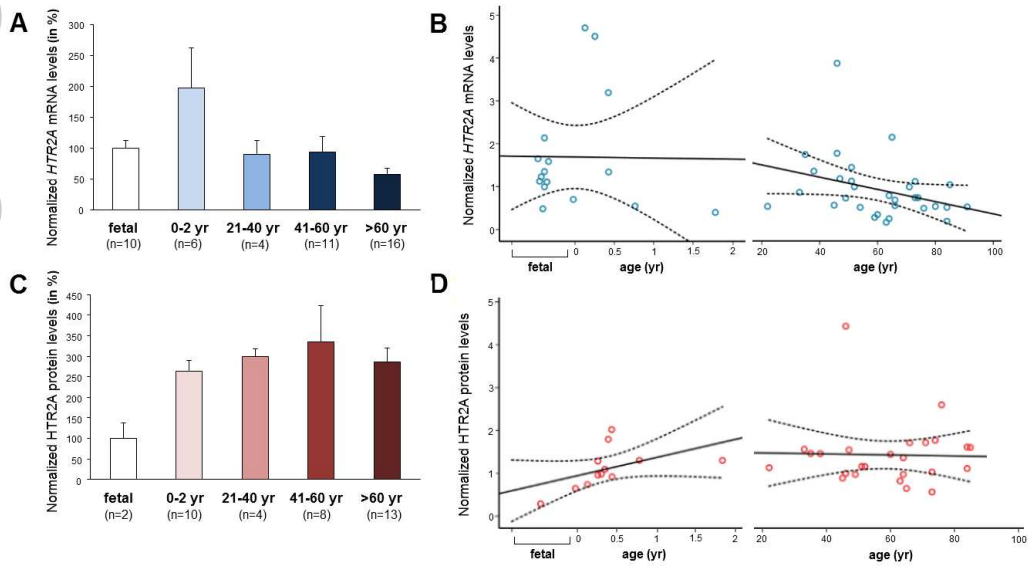 A
Normalized HTR2A mRNA levels (in %)
300
250
200
150
100
50
0
fetal 0-2 yr 21-40 yr 41-60 yr >60 yr
(n=10) (n=6) (n=4) (n=11) (n=16)
B
Normalized HTR2A mRNA levels
5
4
3
2
1
0
0 0.5 1 1.5 2 20 40 60 80 100
fetal age (yr) age (yr)
C
Normalized HTR2A protein levels (in %)
450
400
350
300
250
200
150
100
50
0
fetal 0-2 yr 21-40 yr 41-60 yr >60 yr
(n=2) (n=10) (n=4) (n=8) (n=13)
D
Normalized HTR2A protein levels
5
4
3
2
1
0
0 0.5 1 1.5 2 20 40 60 80 100
fetal age (yr) age (yr)